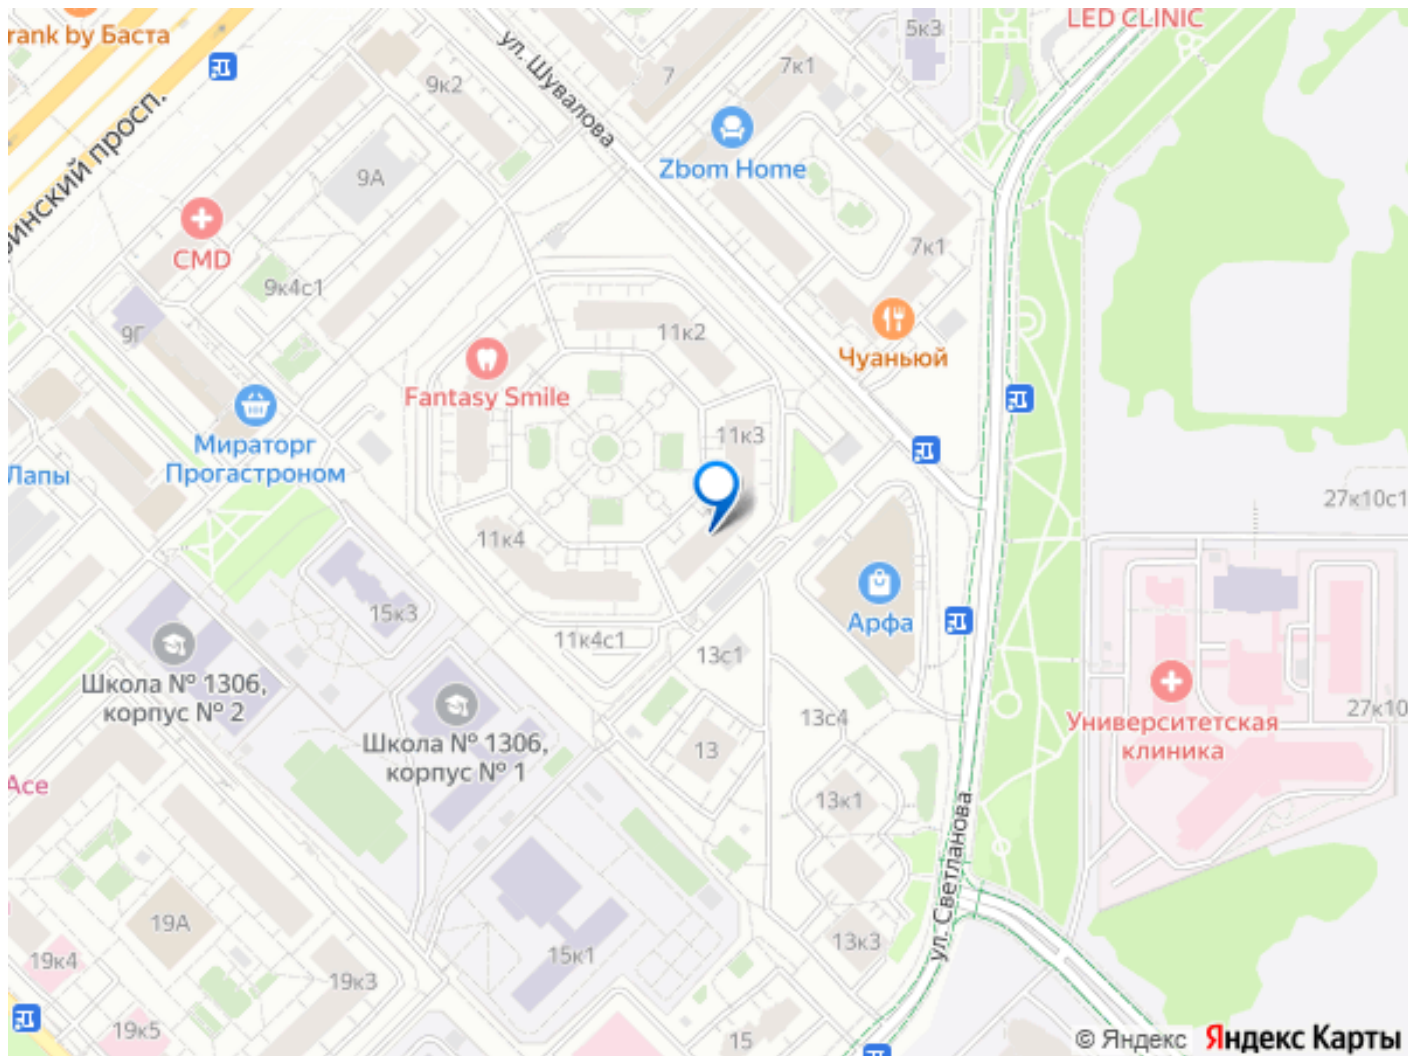 rank by Баста
LED CLINIC
5к3
ул. Шувалова
7
7к1
9к2
Zbom Home
9А
инский просп.
CMD
7к1
9к4с1
9Г
11к2
Чуаньюй
Fantasy Smile
11к3
Мираторг
Прогастроном
Лапы
27к10с1
11к4
15к3
Арфа
11к4с1
13с1
Школа № 1306,
корпус № 2
13с4
27к10
Университетская
клиника
Школа № 1306,
корпус № 1
13
Ace
13к1
ул. Светланова
19А
13к3
15к1
19к4
19к3
19к5
15
© Яндекс
Яндекс Карты